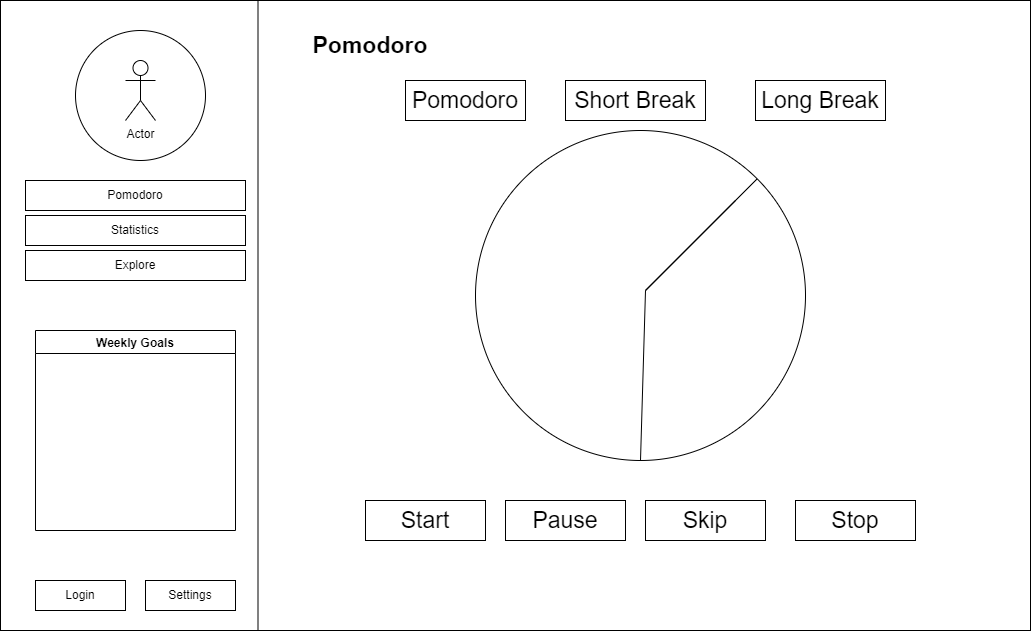 Actor
Pomodoro
Statistics
Explore
Weekly Goals
Login
Settings
Pomodoro
Pomodoro
Short Break
Long Break
Start
Pause
Skip
Stop